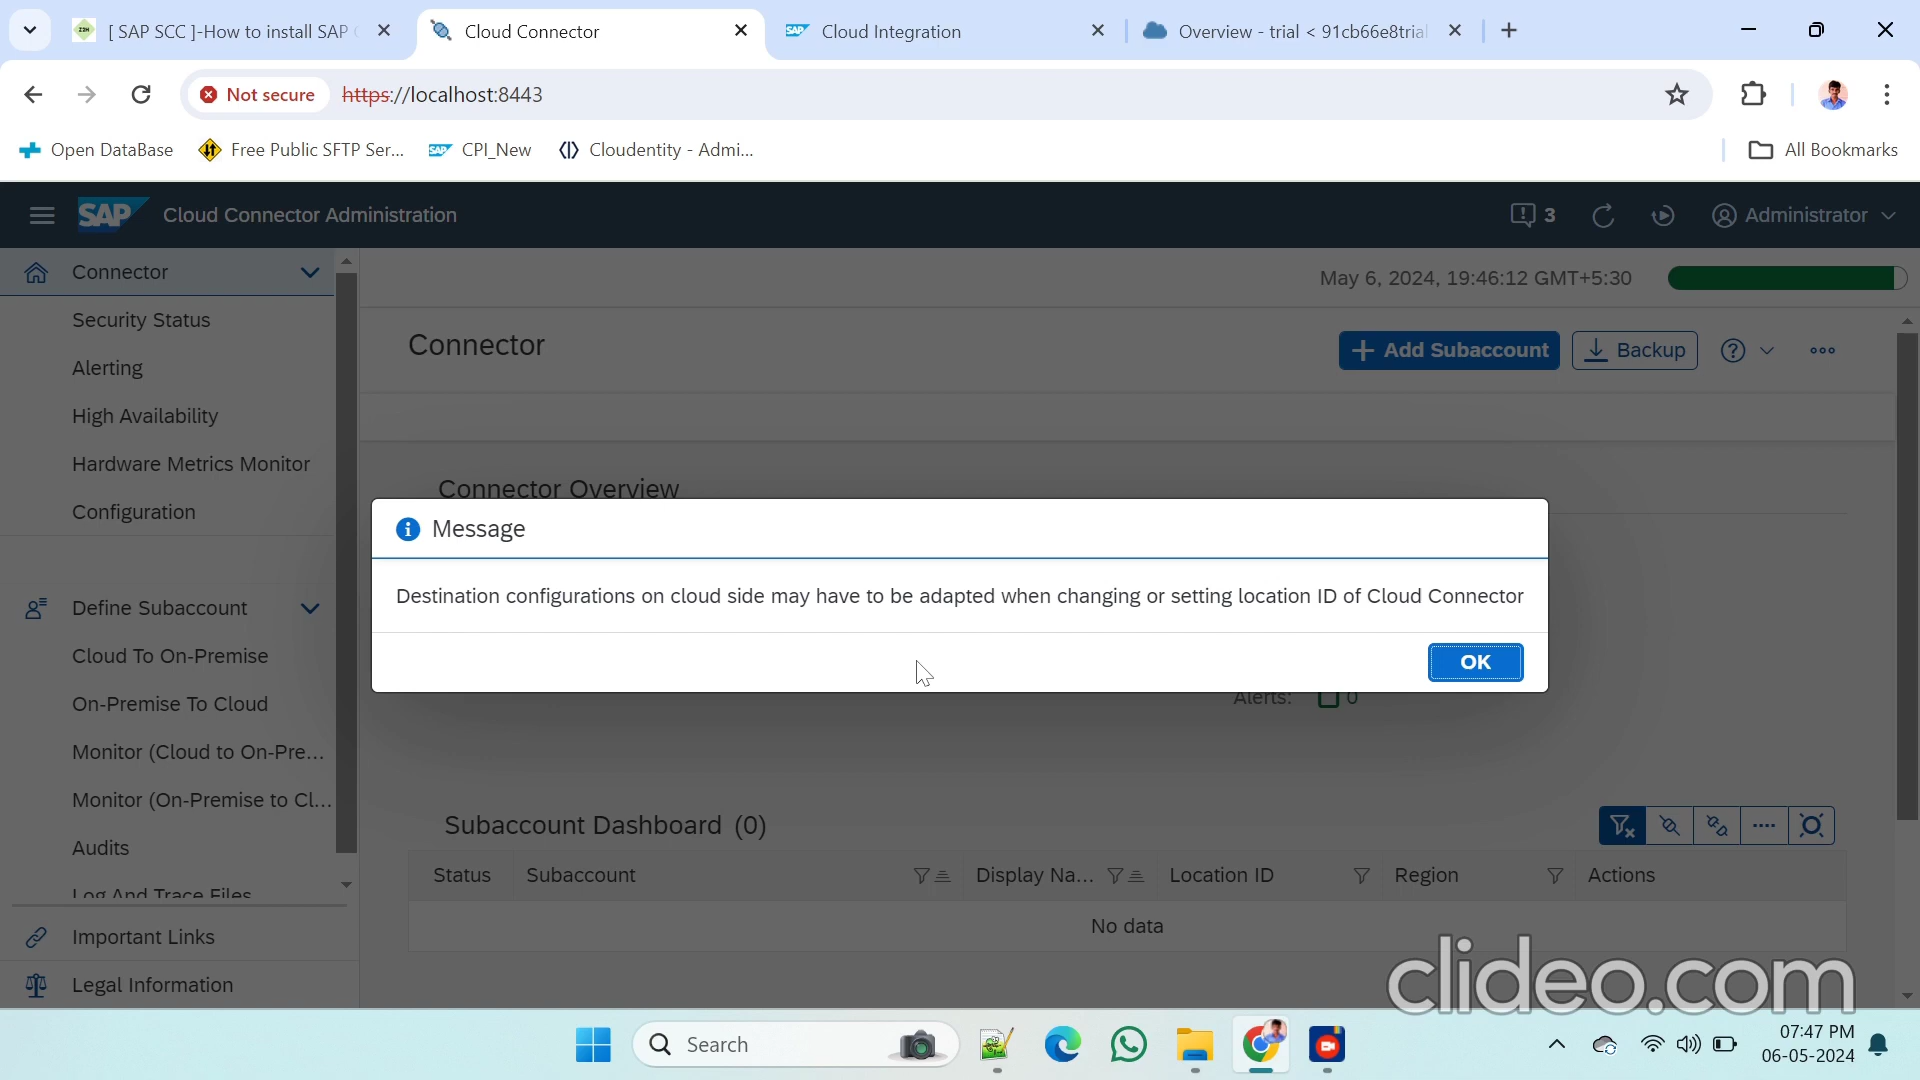 [ SAP SCC ]-How to install SAP
Cloud Connector
Cloud Integration
Overview - trial < 91cb66e8trial
Not secure
https://localhost:8443
Open DataBase
Free Public SFTP Ser...
CPI_New
Cloudentity - Admi...
All Bookmarks
SAP
Cloud Connector Administration
3
Administrator
Connector
May 6, 2024, 19:46:12 GMT+5:30
Security Status
Connector
Add Subaccount
Backup
Alerting
High Availability
Hardware Metrics Monitor
Connector Overview
Configuration
Message
Destination configurations on cloud side may have to be adapted when changing or setting location ID of Cloud Connector
OK
Define Subaccount
Cloud To On-Premise
On-Premise To Cloud
Alerts: 0
Monitor (Cloud to On-Pre...
Monitor (On-Premise to Cl...
Subaccount Dashboard (0)
Audits
Status
Subaccount
Display Na...
Location ID
Region
Actions
Log And Trace Files
No data
Important Links
Legal Information
clideo.com
Search
07:47 PM
06-05-2024